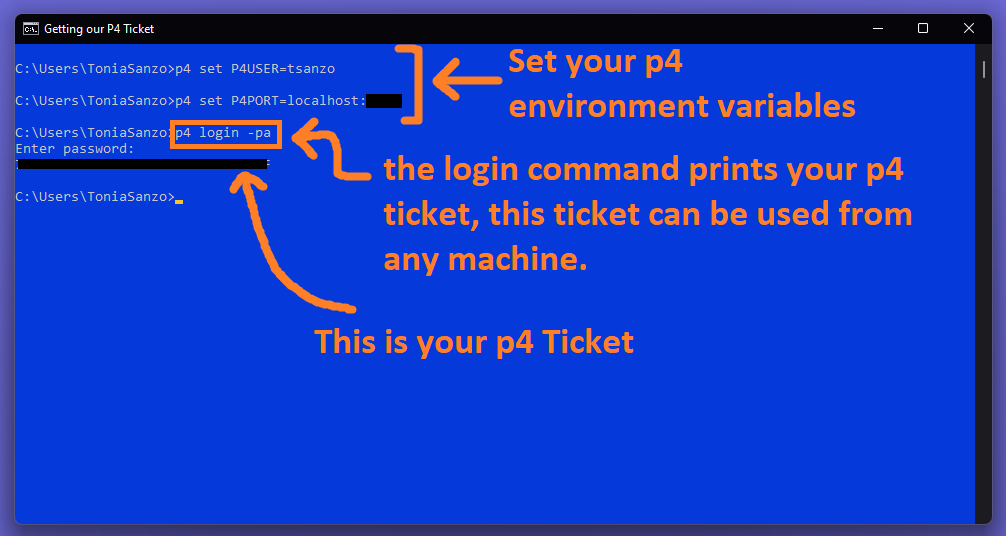 Getting our P4 Ticket
C:\Users\ToniaSanzo>p4 set P4USER=tsanzo
C:\Users\ToniaSanzo>p4 set P4PORT=localhost:
Set your p4
environment variables
C:\Users\ToniaSanzo>p4 login -pa
Enter password:
the login command prints your p4
ticket, this ticket can be used from
any machine.
C:\Users\ToniaSanzo>
This is your p4 Ticket